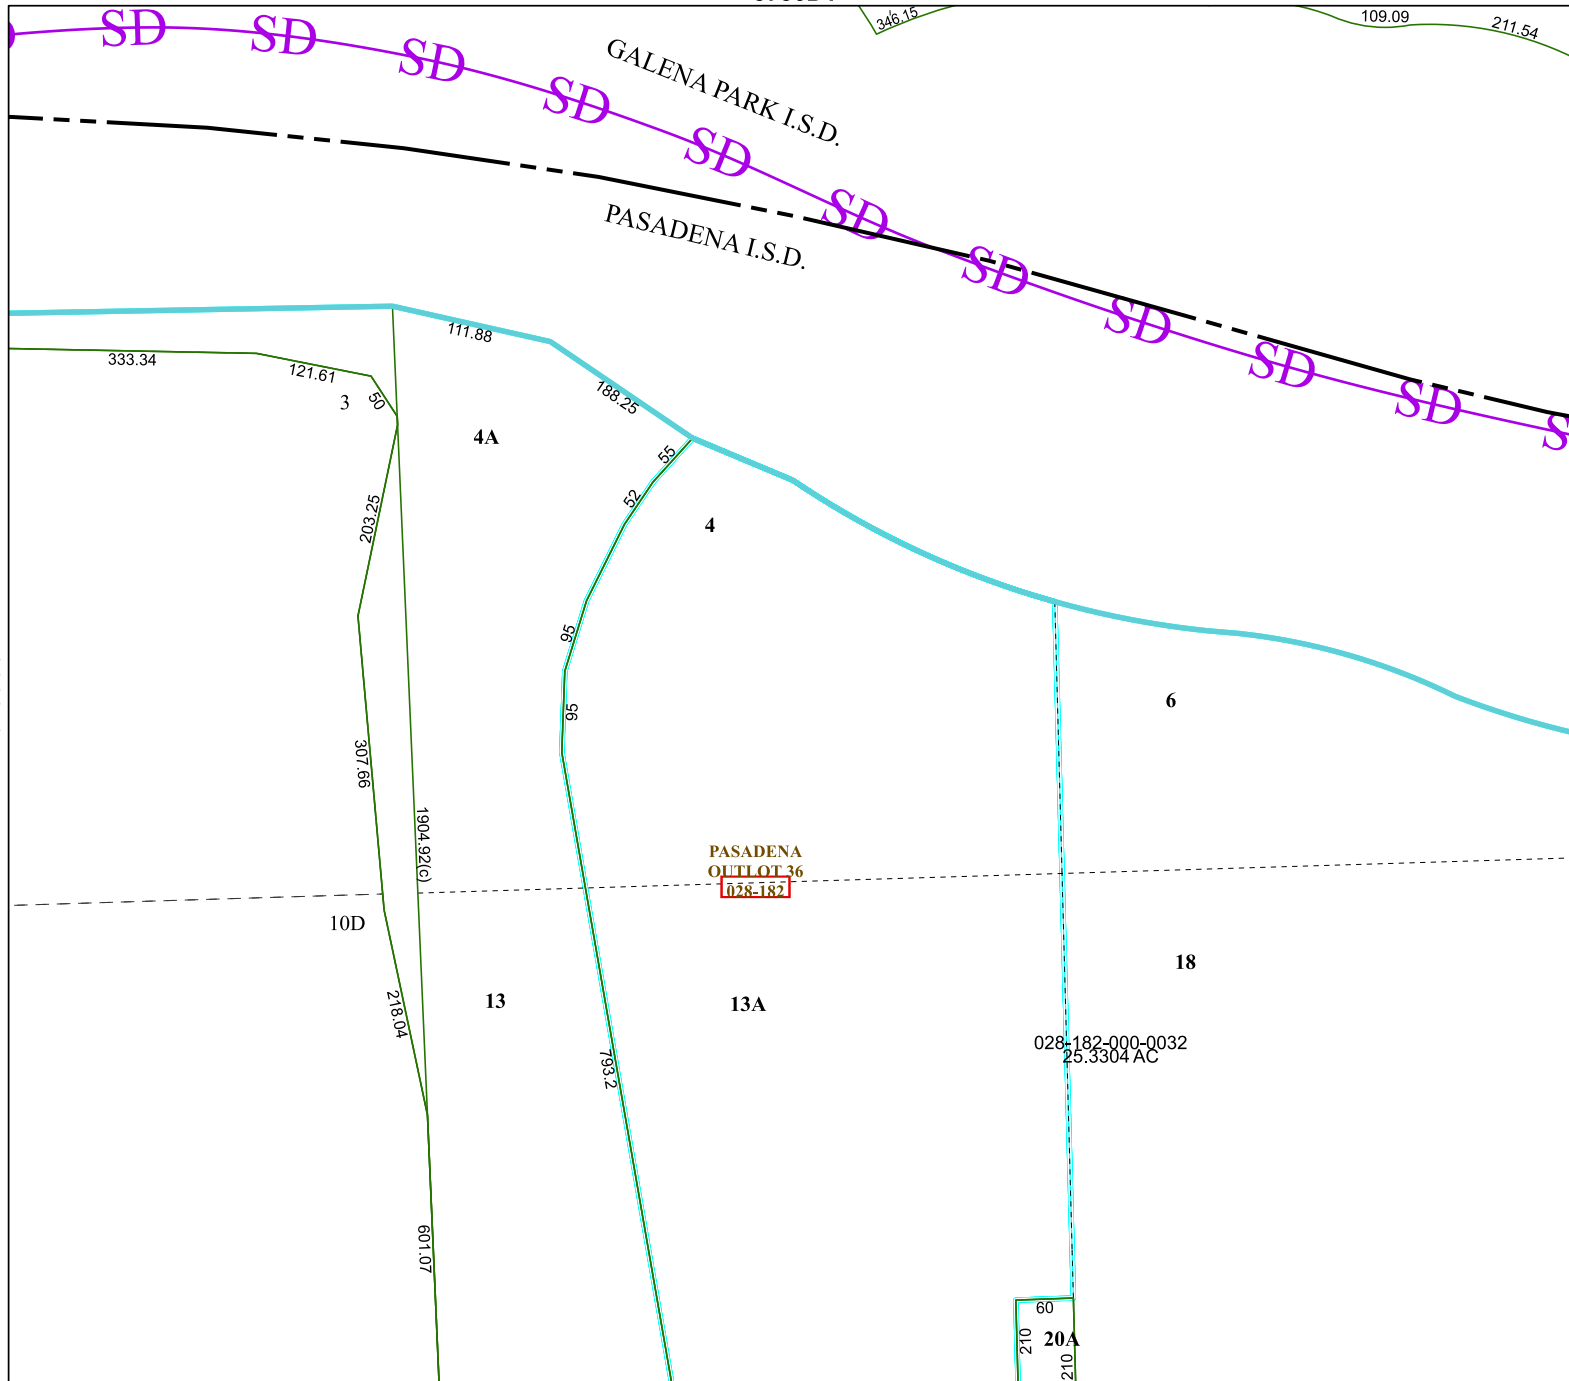 346.15
109.09
211.54
SD SD SD SD SD SD SD SD SD SD
GALENA PARK I.S.D.
PASADENA I.S.D.
111.88
333.34
121.61
50
188.25
3
4A
55
52
4
203.25
95
95
6
307.66
1904.92(c)
PASADENA
OUTLOT 36
028-182
10D
18
13
13A
218.04
028-182-000-0032
25.3304 AC
793.2
601.07
60
210
20A
210